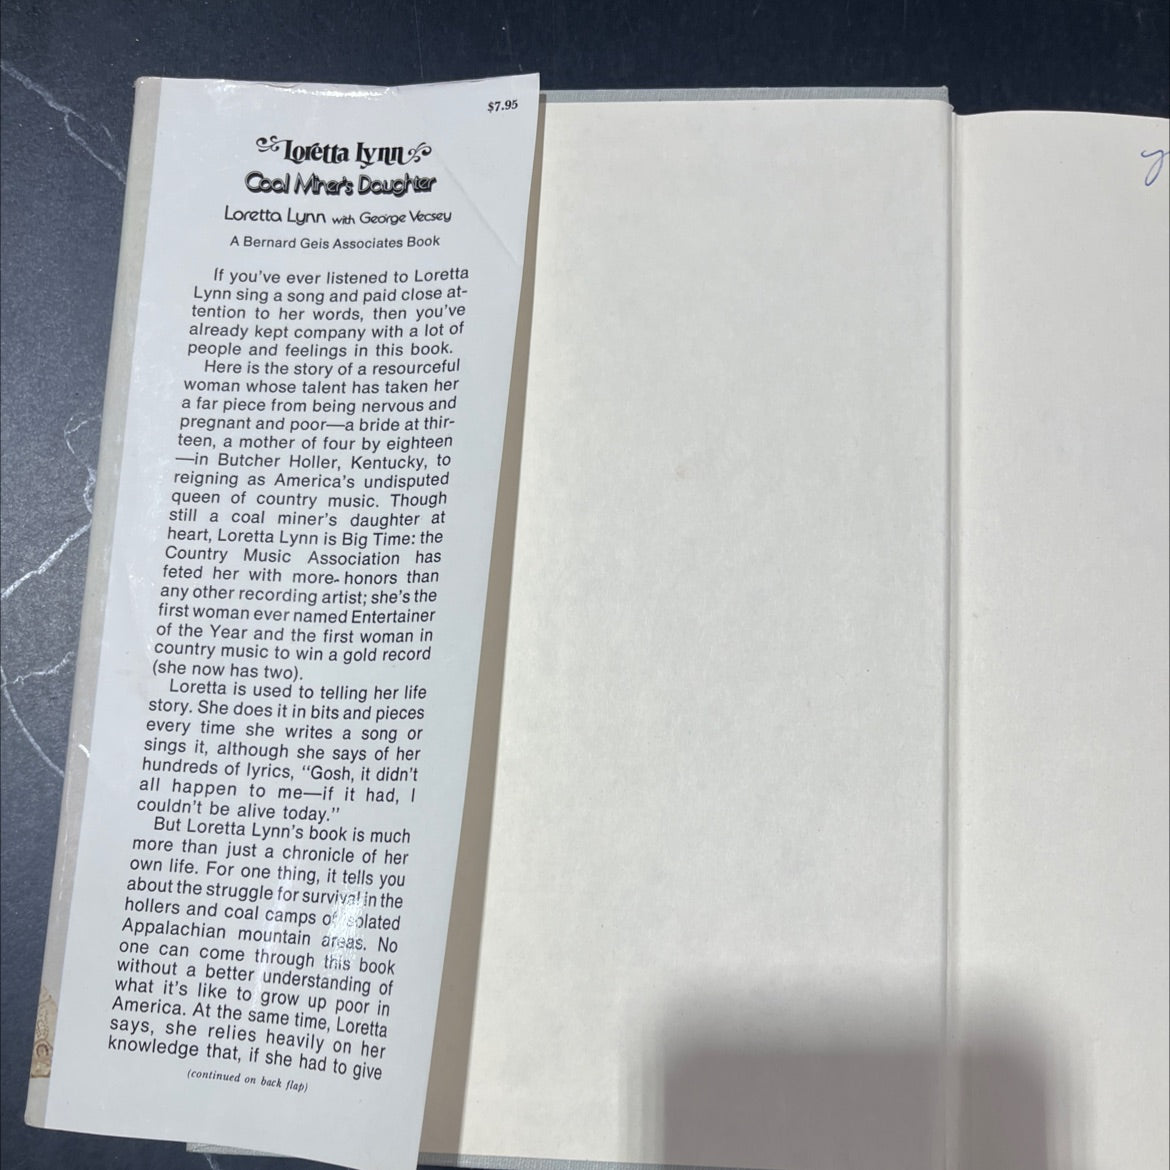 $7.95
Loretta Lynn
Coal Miner's Daughter
Loretta Lynn with George Vecsey
A Bernard Geis Associates Book
If you've ever listened to Loretta
Lynn sing a song and paid close at-
tention to her words, then you've
already kept company with a lot of
people and feelings in this book.
Here is the story of a resourceful
woman whose talent has taken her
a far piece from being nervous and
pregnant and poor—a bride at thir-
teen, a mother of four by eighteen
—in Butcher Holler, Kentucky, to
reigning as America's undisputed
queen of country music. Though
still a coal miner's daughter at
heart, Loretta Lynn is Big Time: the
Country Music Association has
feted her with more honors than
any other recording artist; she's the
first woman ever named Entertainer
of the Year and the first woman in
country music to win a gold record
(she now has two).
Loretta is used to telling her life
story. She does it in bits and pieces
every time she writes a song or
sings it, although she says of her
hundreds of lyrics, "Gosh, it didn't
all happen to me—if it had, I
couldn't be alive today."
But Loretta Lynn's book is much
more than just a chronicle of her
own life. For one thing, it tells you
about the struggle for survival in the
hollers and coal camps of isolated
Appalachian mountain areas. No
one can come through this book
without a better understanding of
what it's like to grow up poor in
America. At the same time, Loretta
says, she relies heavily on her
knowledge that, if she had to give
(continued on back flap)